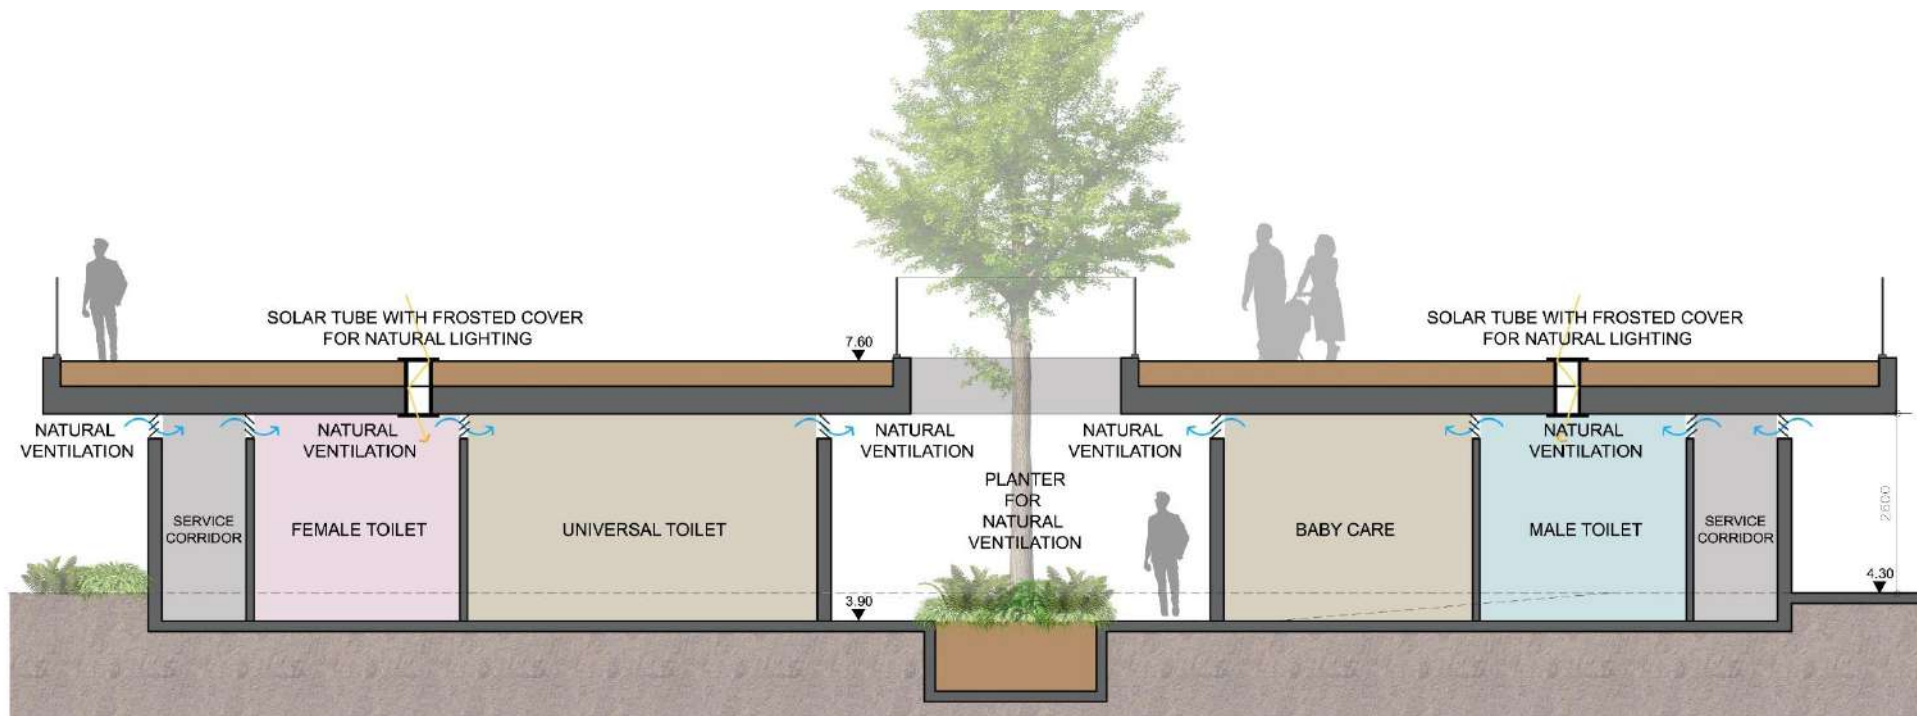 SOLAR TUBE WITH FROSTED COVER
FOR NATURAL LIGHTING
7.60
SOLAR TUBE WITH FROSTED COVER
FOR NATURAL LIGHTING
NATURAL
VENTILATION
NATURAL
VENTILATION
NATURAL
VENTILATION
NATURAL
VENTILATION
NATURAL
VENTILATION
PLANTER
FOR
NATURAL
VENTILATION
SERVICE
CORRIDOR
FEMALE TOILET
UNIVERSAL TOILET
BABY CARE
MALE TOILET
SERVICE
CORRIDOR
2600
3.90
4.30